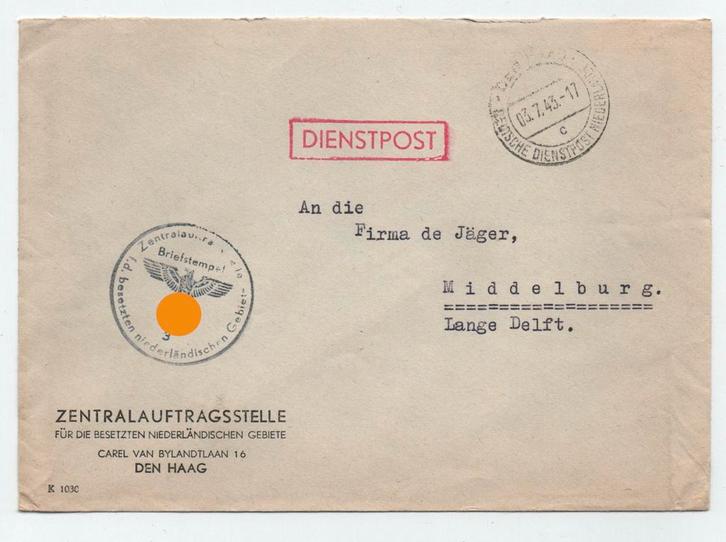 DEUTSCHE DIENSTPOST NIEDERLANDE
03.7.43.-17
c
DIENSTPOST
An die
Firma de Jäger,
Middelburg.
===================
Lange Delft.
f.d. besetzten niederländischen Gebiet-
Briefstempel
3
ZENTRALAUFTRAGSSTELLE
FÜR DIE BESETZTEN NIEDERLÄNDISCHEN GEBIETE
CAREL VAN BYLANDTLAAN 16
DEN HAAG
K 1030